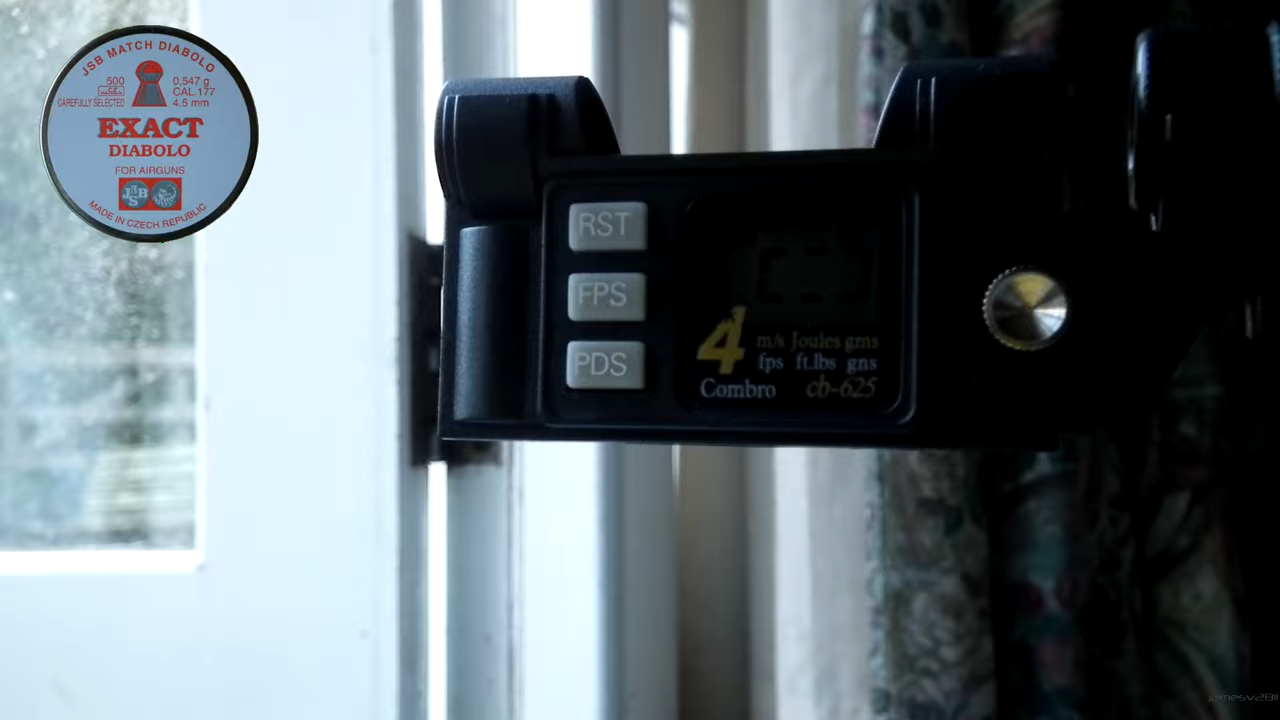 JSB MATCH DIABOLO
500
CAREFULLY SELECTED
0,547 g
CAL.177
4,5 mm
EXACT
DIABOLO
FOR AIRGUNS
JSB
MADE IN CZECH REPUBLIC
RST
FPS
PDS
4
m/s Joules gms
fps ft.lbs gns
Combro cb-625